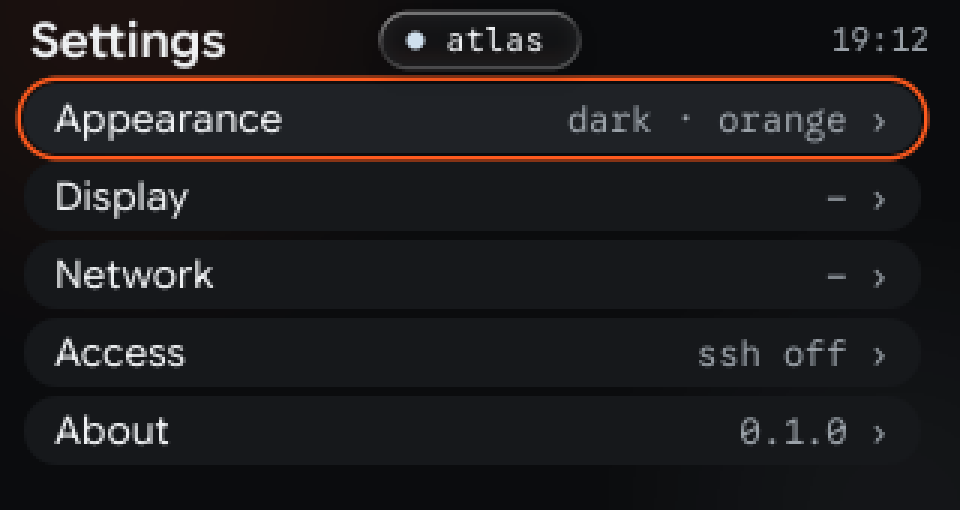 Settings atlas 19:12
Appearance dark · orange ›
Display – ›
Network – ›
Access ssh off ›
About 0.1.0 ›